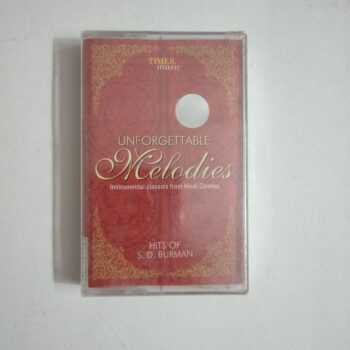 TIMES
music
UNFORGETTABLE
Melodies
Instrumental classics from Hindi Cinema
HITS OF
S. D. BURMAN